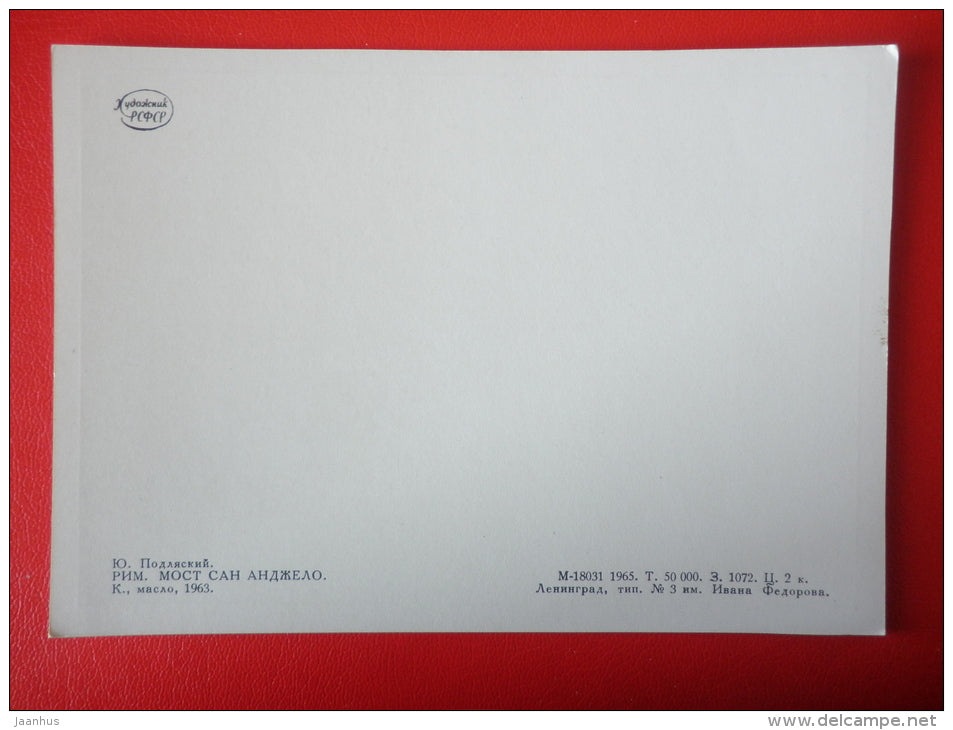 Художник
РСФСР
Ю. Подляский.
РИМ. МОСТ САН АНДЖЕЛО.
К., масло, 1963.
М-18031 1965. Т. 50 000. З. 1072. Ц. 2 к.
Ленинград, тип. № 3 им. Ивана Федорова.
jaanhus
www.delcampe.net